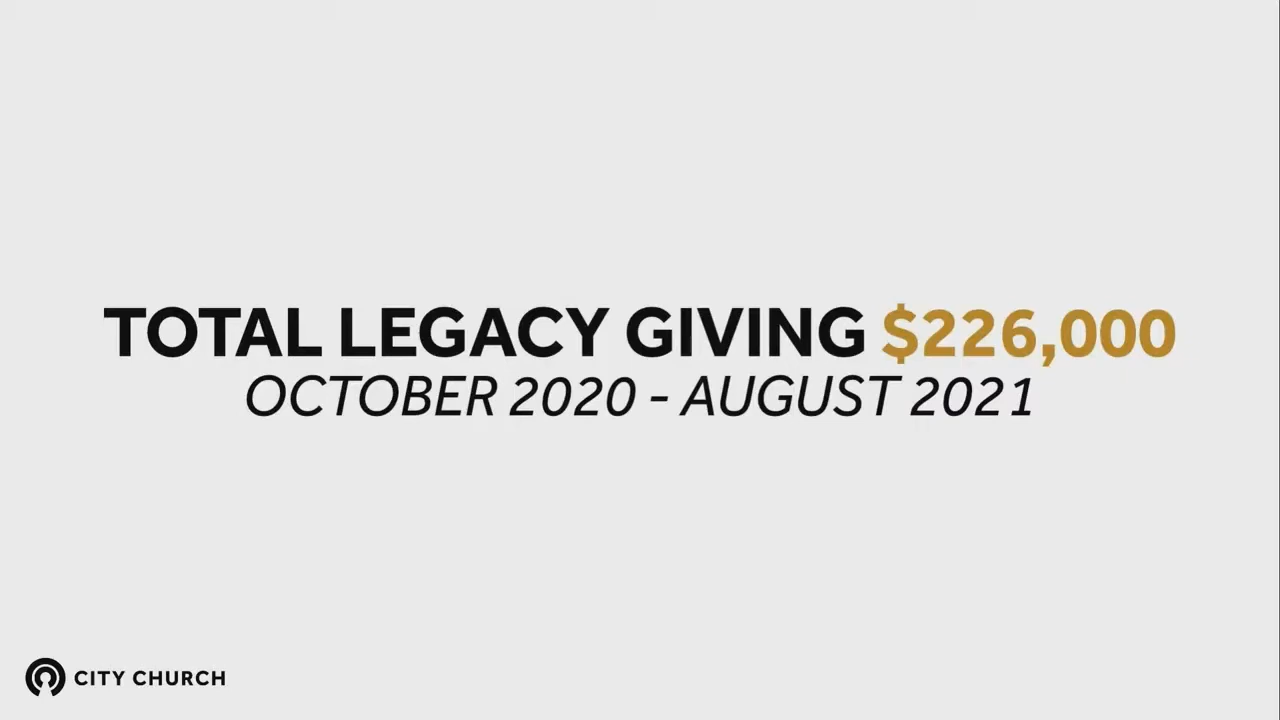 TOTAL LEGACY GIVING $226,000
OCTOBER 2020 - AUGUST 2021
CITY CHURCH